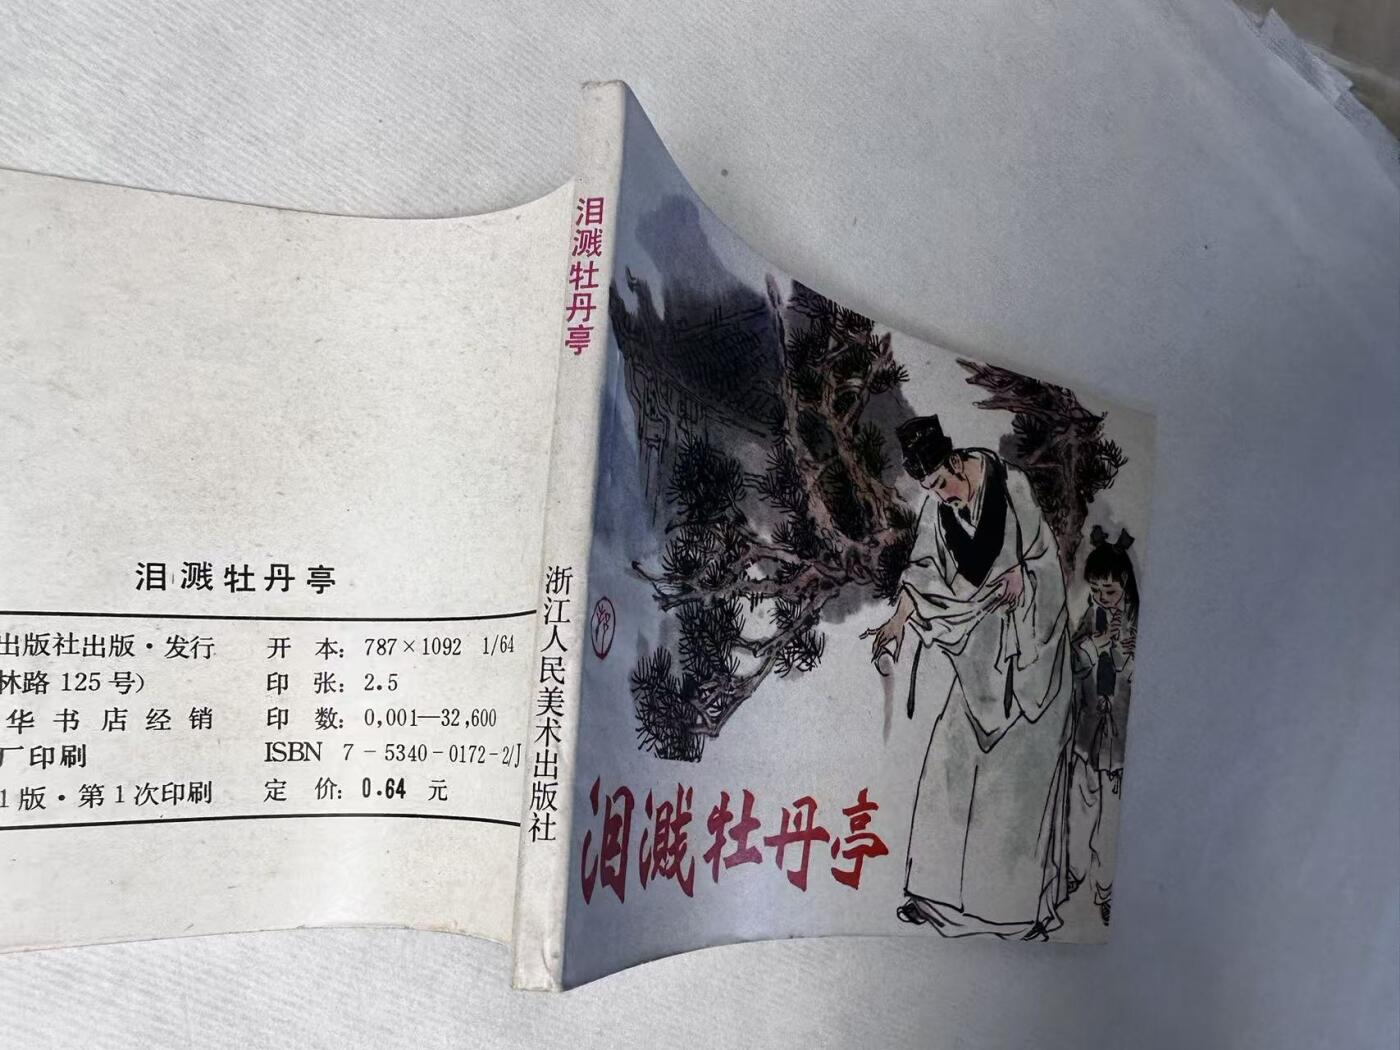 泪溅牡丹亭
出版社出版·发行
林路 125 号)
华书店经销
厂印刷
1版·第1次印刷
开 本: 787×1092 1/64
印 张: 2.5
印 数: 0,001—32,600
ISBN 7-5340-0172-2/J
定 价: 0.64 元
泪溅牡丹亭
浙江人民美术出版社
泪溅牡丹亭